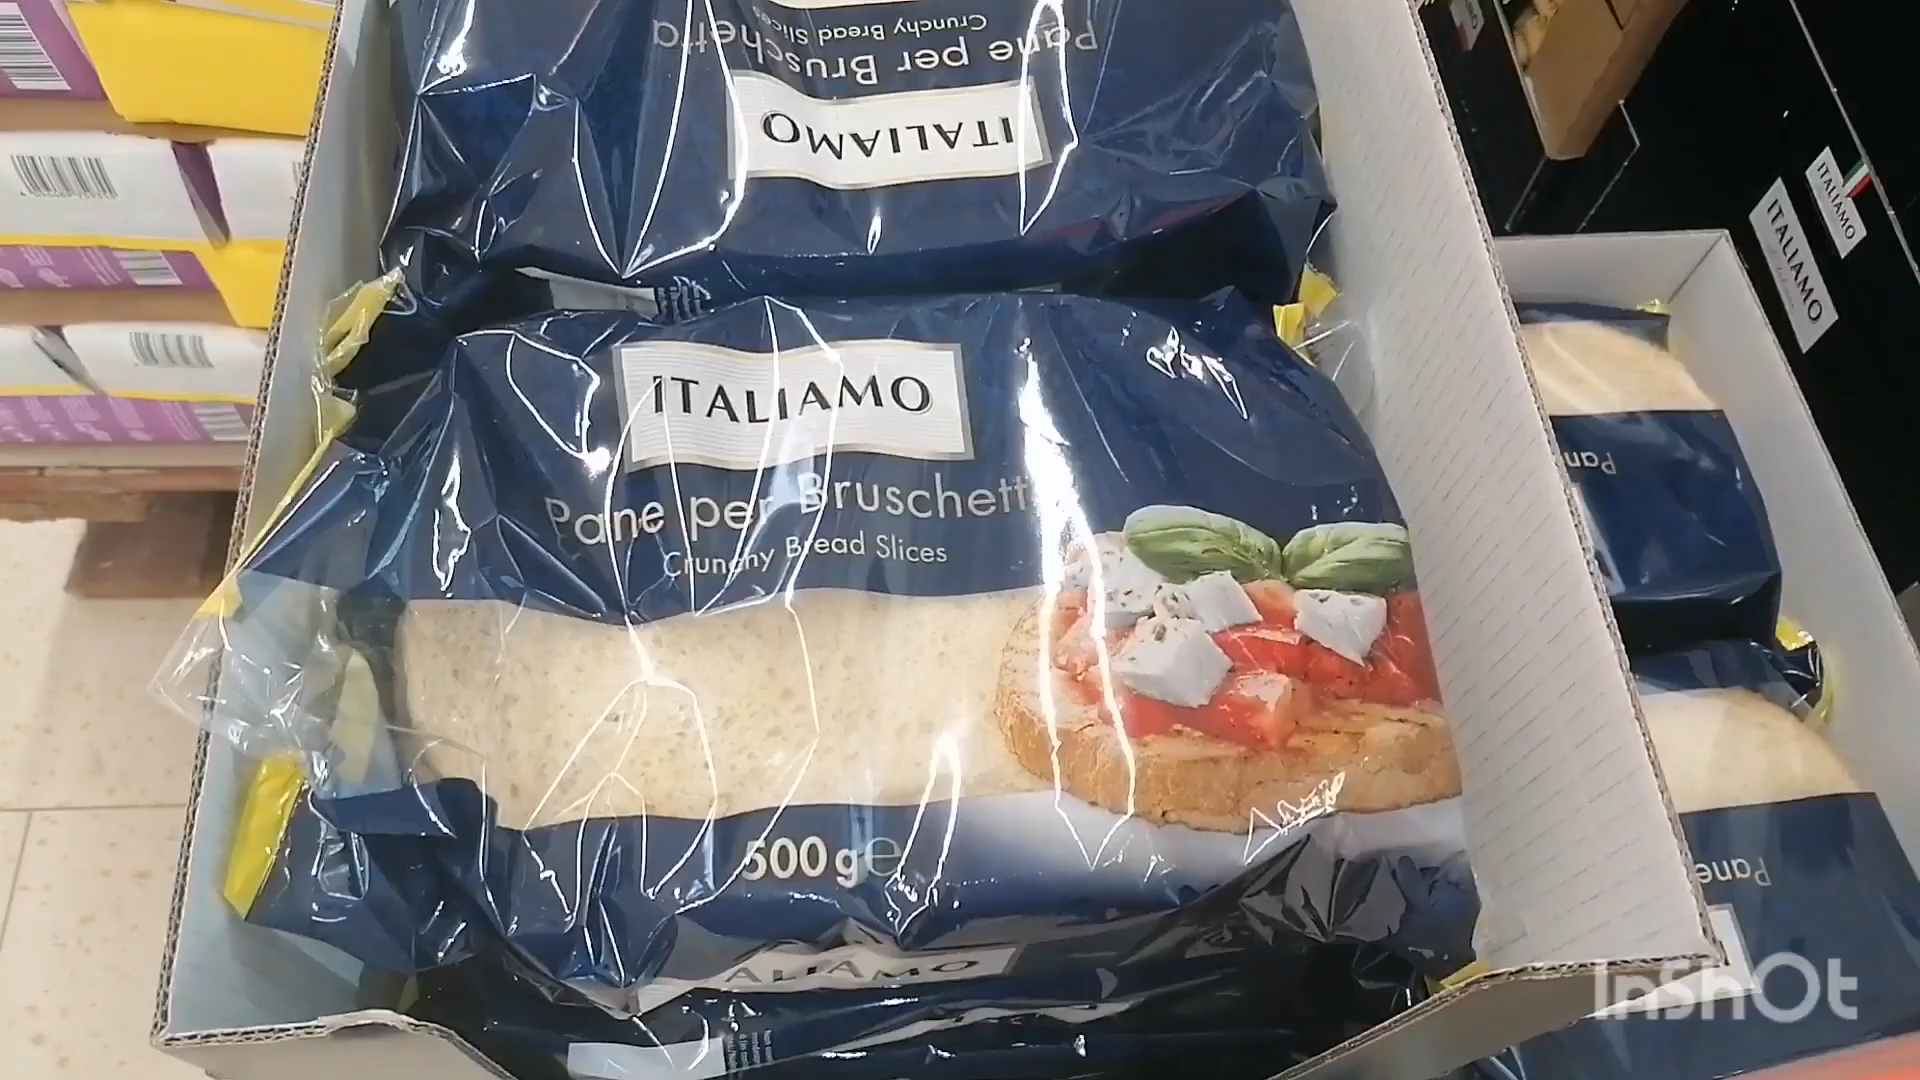 Pane per Bruschetta
Crunchy Bread Slices
ITALIAMO
ITALIAMO
Pane per Bruschett
Crunchy Bread Slices
500 g e
ALIAMO
ITALIAMO
ITALIAMO
Pane
Pane
InShOt